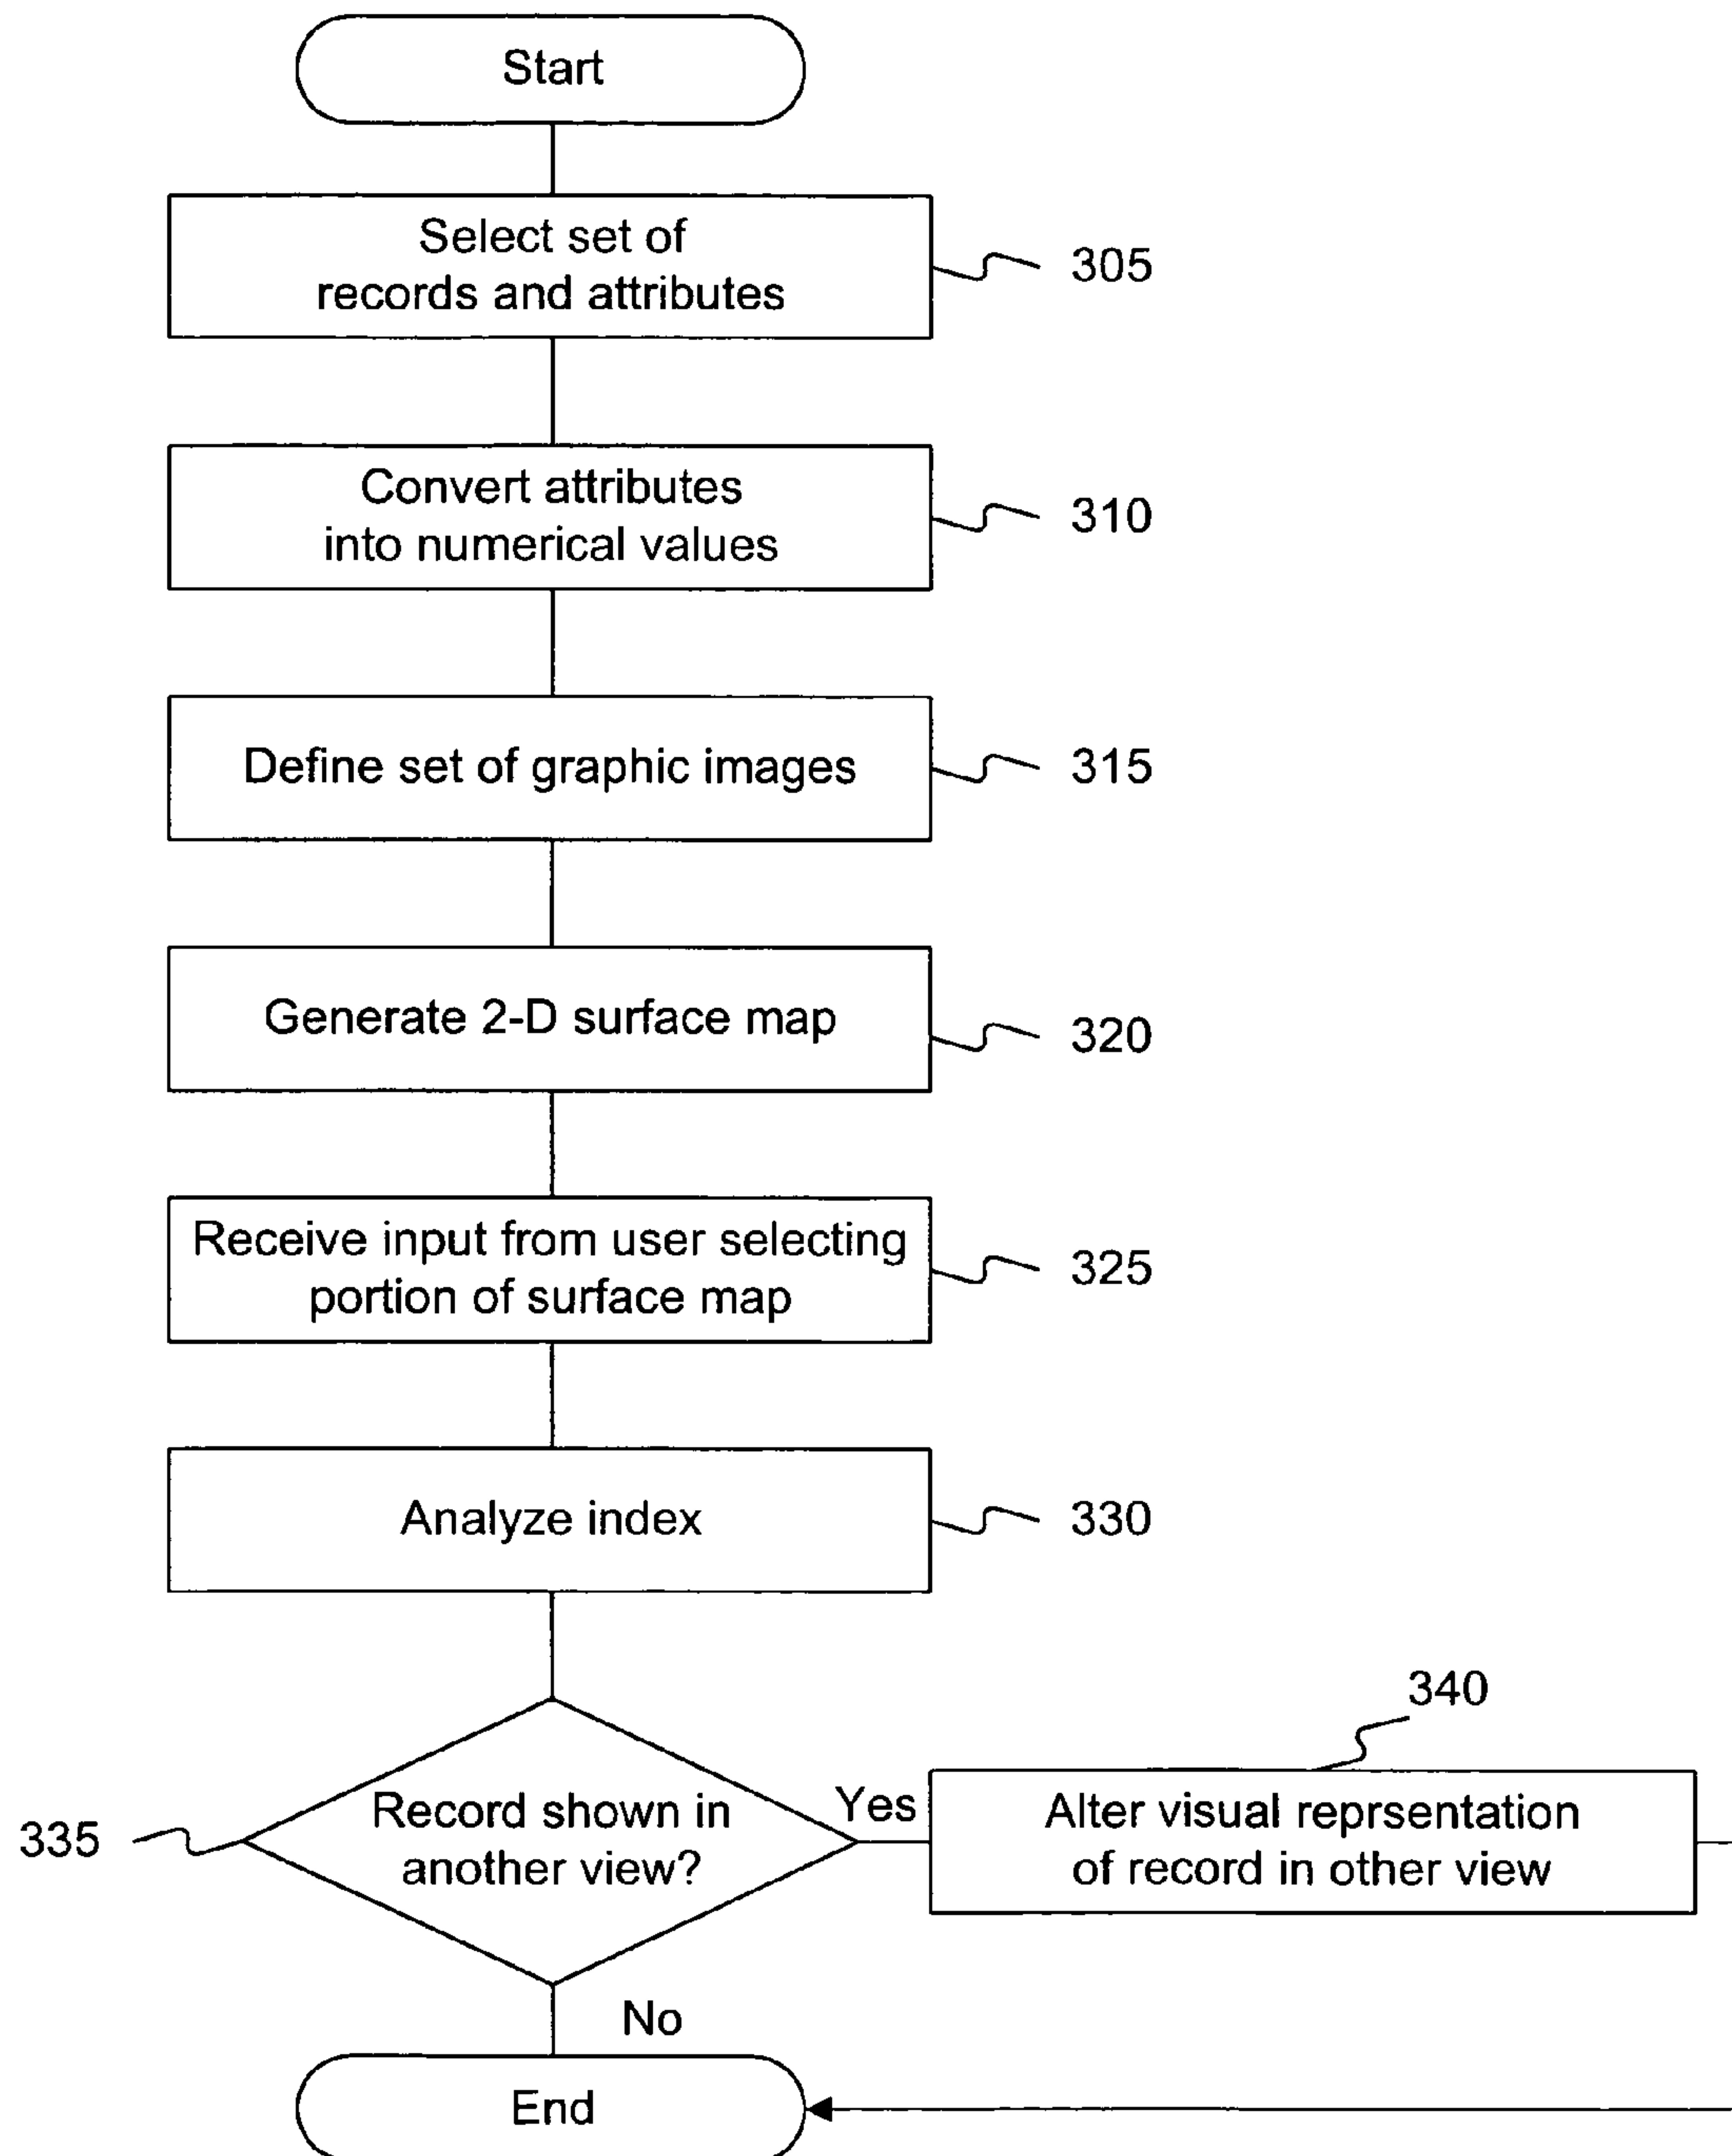 Start
Select set of
records and attributes
305
Convert attributes
into numerical values
310
Define set of graphic images
315
Generate 2-D surface map
320
Receive input from user selecting
portion of surface map
325
Analyze index
330
340
335
Record shown in
another view?
Yes
Alter visual reprsentation
of record in other view
No
End